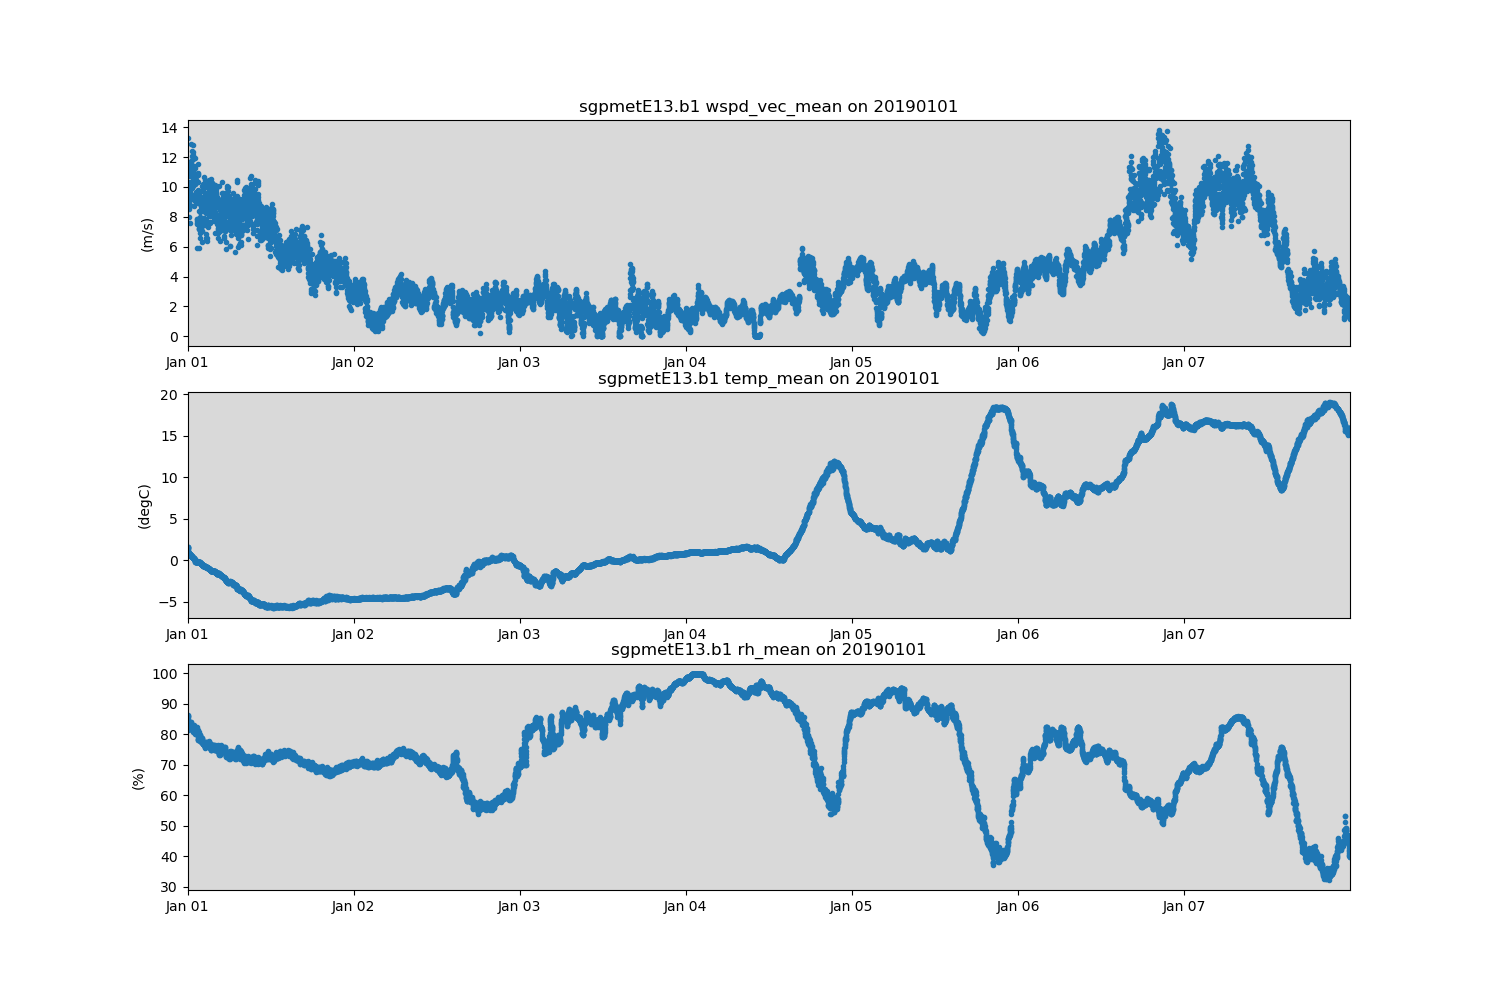 sgpmetE13.b1 wspd_vec_mean on 20190101
14
12
10
8
6
4
2
0
(m/s)
Jan 01 Jan 02 Jan 03 Jan 04 Jan 05 Jan 06 Jan 07
sgpmetE13.b1 temp_mean on 20190101
20
15
10
5
0
−5
(degC)
Jan 01 Jan 02 Jan 03 Jan 04 Jan 05 Jan 06 Jan 07
sgpmetE13.b1 rh_mean on 20190101
100
90
80
70
60
50
40
30
(%)
Jan 01 Jan 02 Jan 03 Jan 04 Jan 05 Jan 06 Jan 07